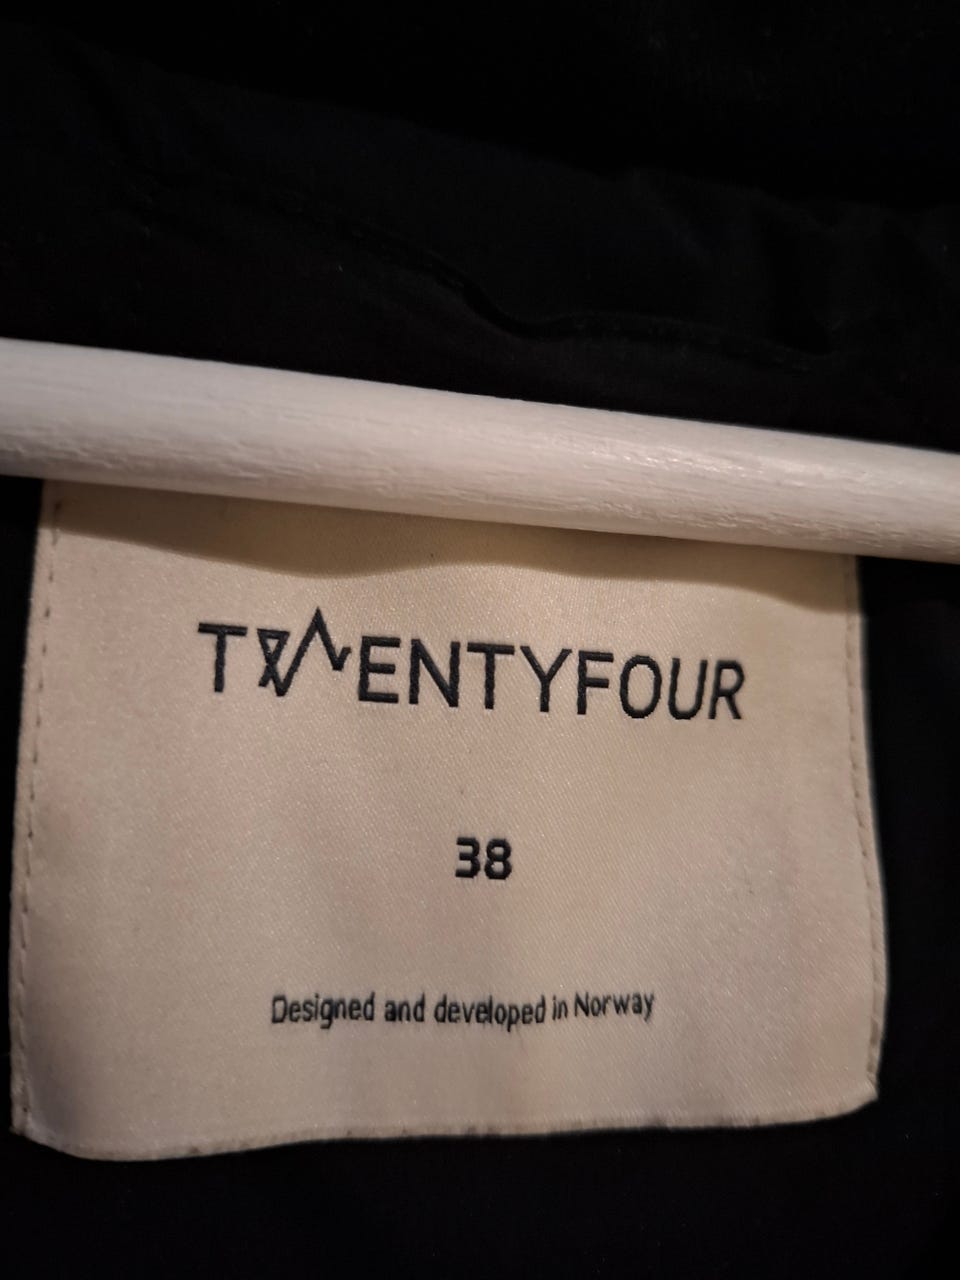 TWENTYFOUR
38
Designed and developed in Norway